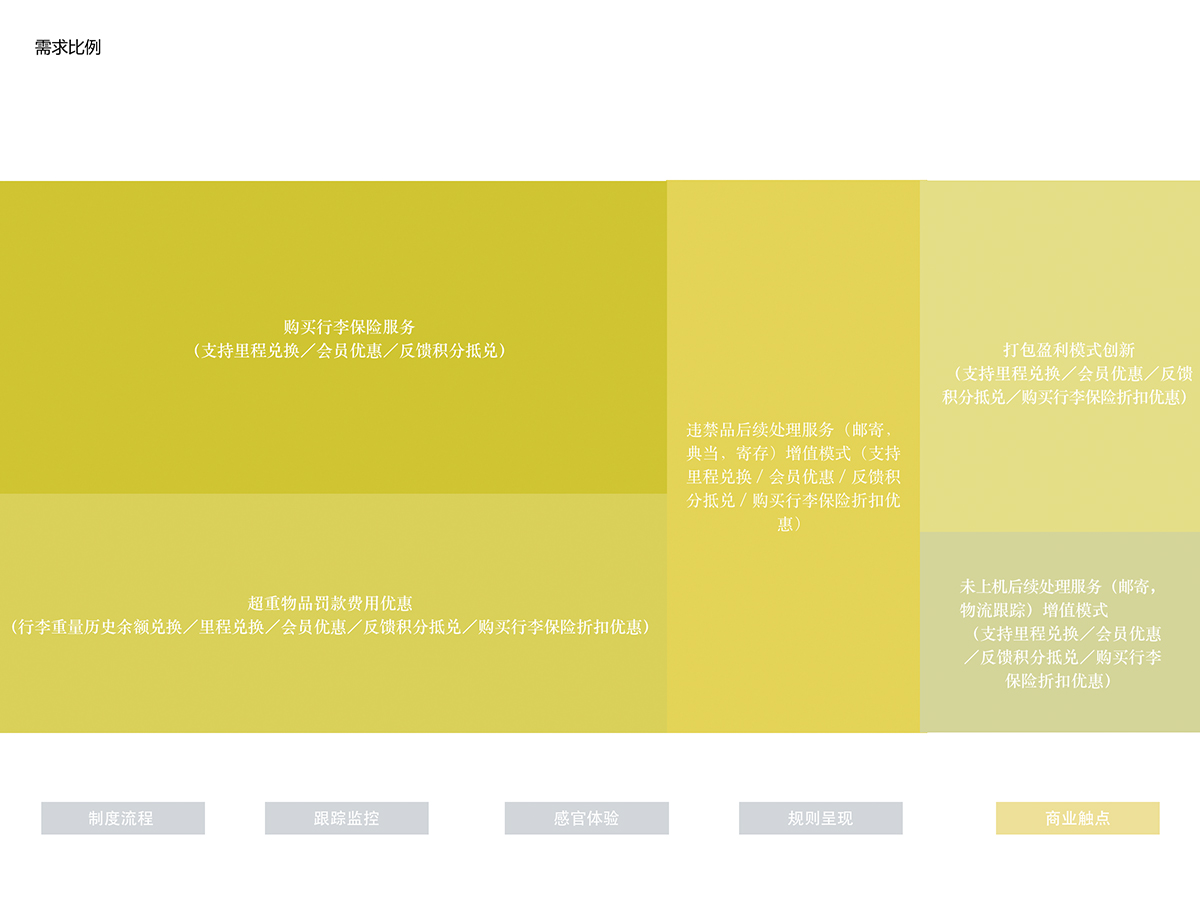 需求比例
购买行李保险服务
（支持里程兑换／会员优惠／反馈积分抵兑）
超重物品罚款费用优惠
（行李重量历史余额兑换／里程兑换／会员优惠／反馈积分抵兑／购买行李保险折扣优惠）
违禁品后续处理服务（邮寄，
典当，寄存）增值模式（支持
里程兑换 / 会员优惠 / 反馈积
分抵兑 / 购买行李保险折扣优
惠）
打包盈利模式创新
（支持里程兑换／会员优惠／反馈
积分抵兑／购买行李保险折扣优惠）
未上机后续处理服务（邮寄，
物流跟踪）增值模式
（支持里程兑换／会员优惠
／反馈积分抵兑／购买行李
保险折扣优惠）
制度流程
跟踪监控
感官体验
规则呈现
商业触点